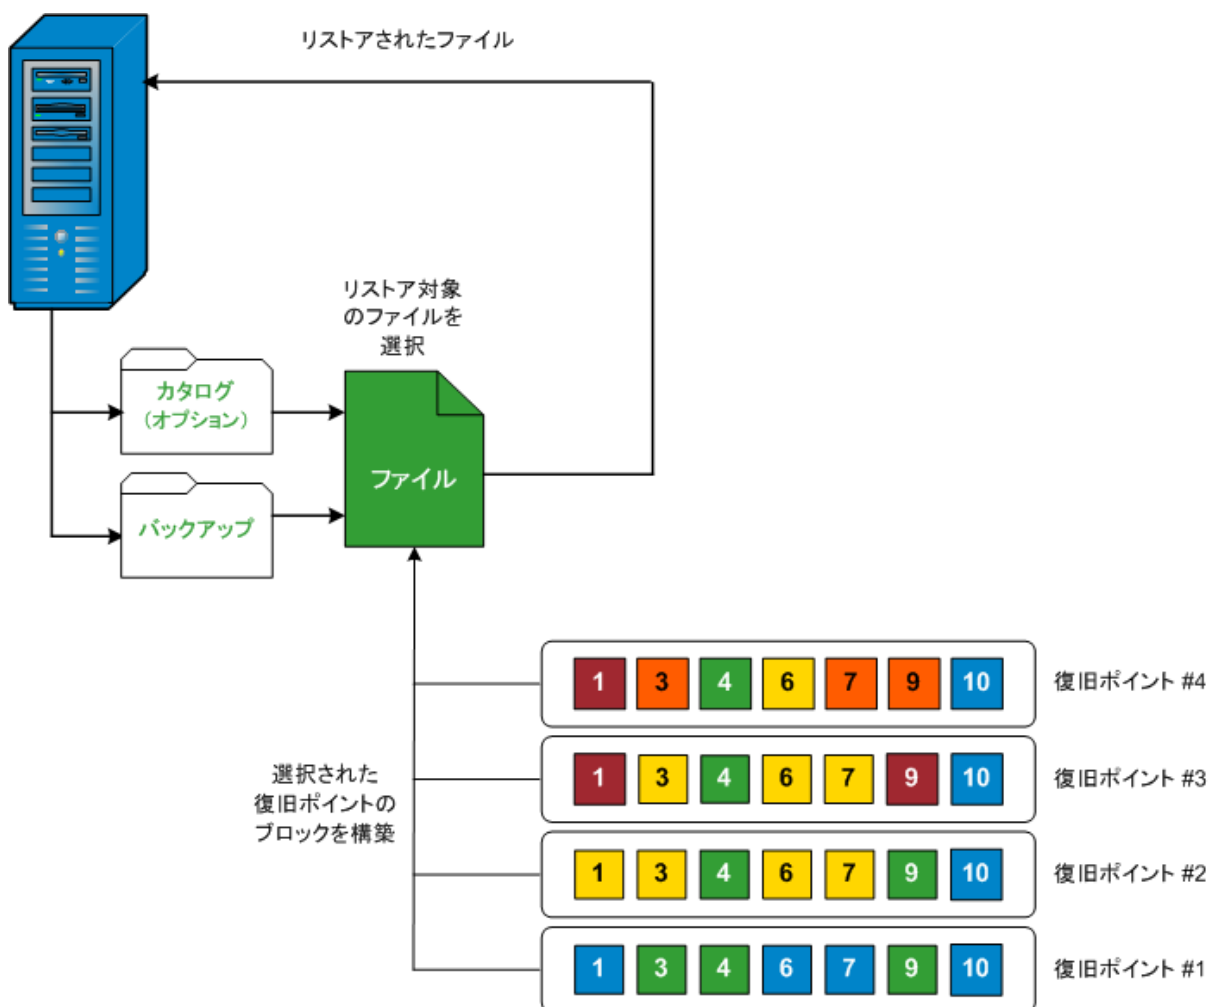 リストアされたファイル
リストア対象
のファイルを
選択
カタログ
(オプション)
ファイル
バックアップ
1 3 4 6 7 9 10 復旧ポイント #4
1 3 4 6 7 9 10 復旧ポイント #3
選択された
復旧ポイントの
ブロックを構築
1 3 4 6 7 9 10 復旧ポイント #2
1 3 4 6 7 9 10 復旧ポイント #1